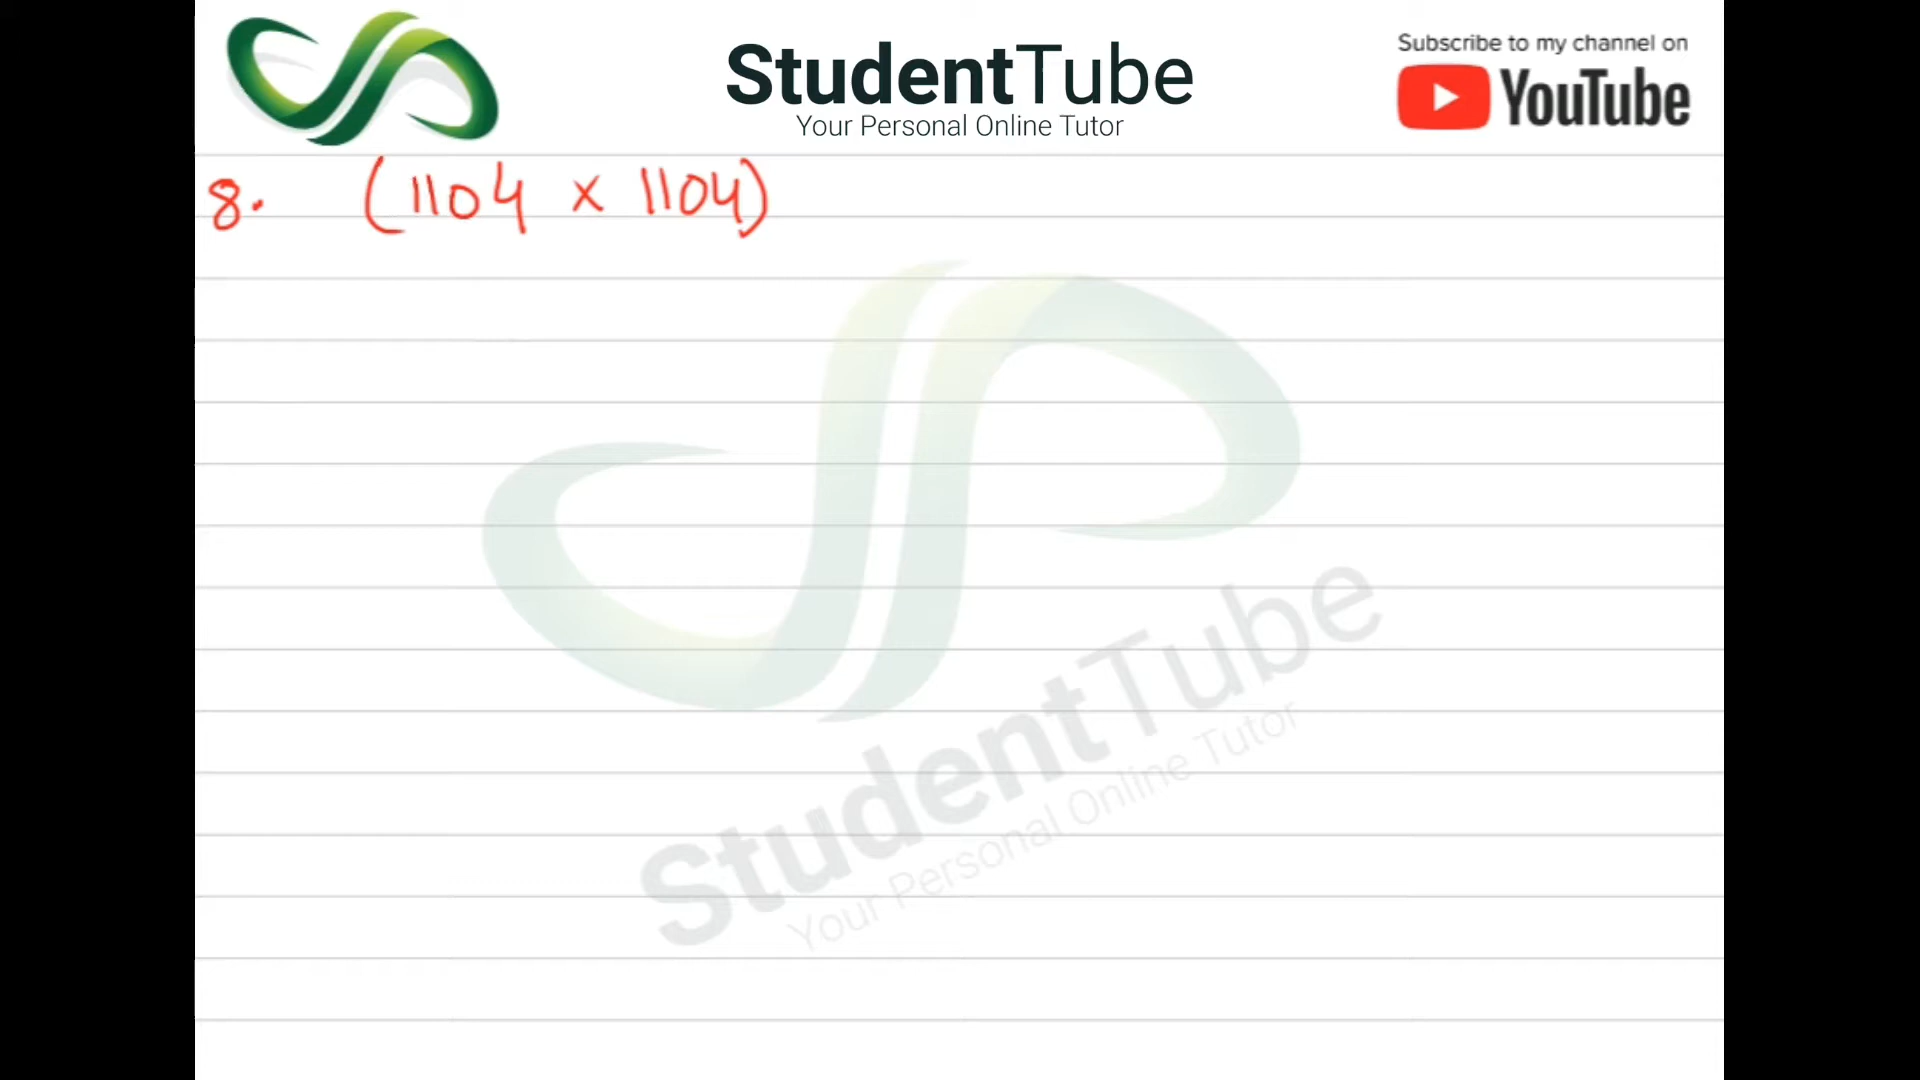 StudentTube
Your Personal Online Tutor
Subscribe to my channel on
YouTube
8. (1104 x 1104)
StudentTube
Your Personal Online Tutor